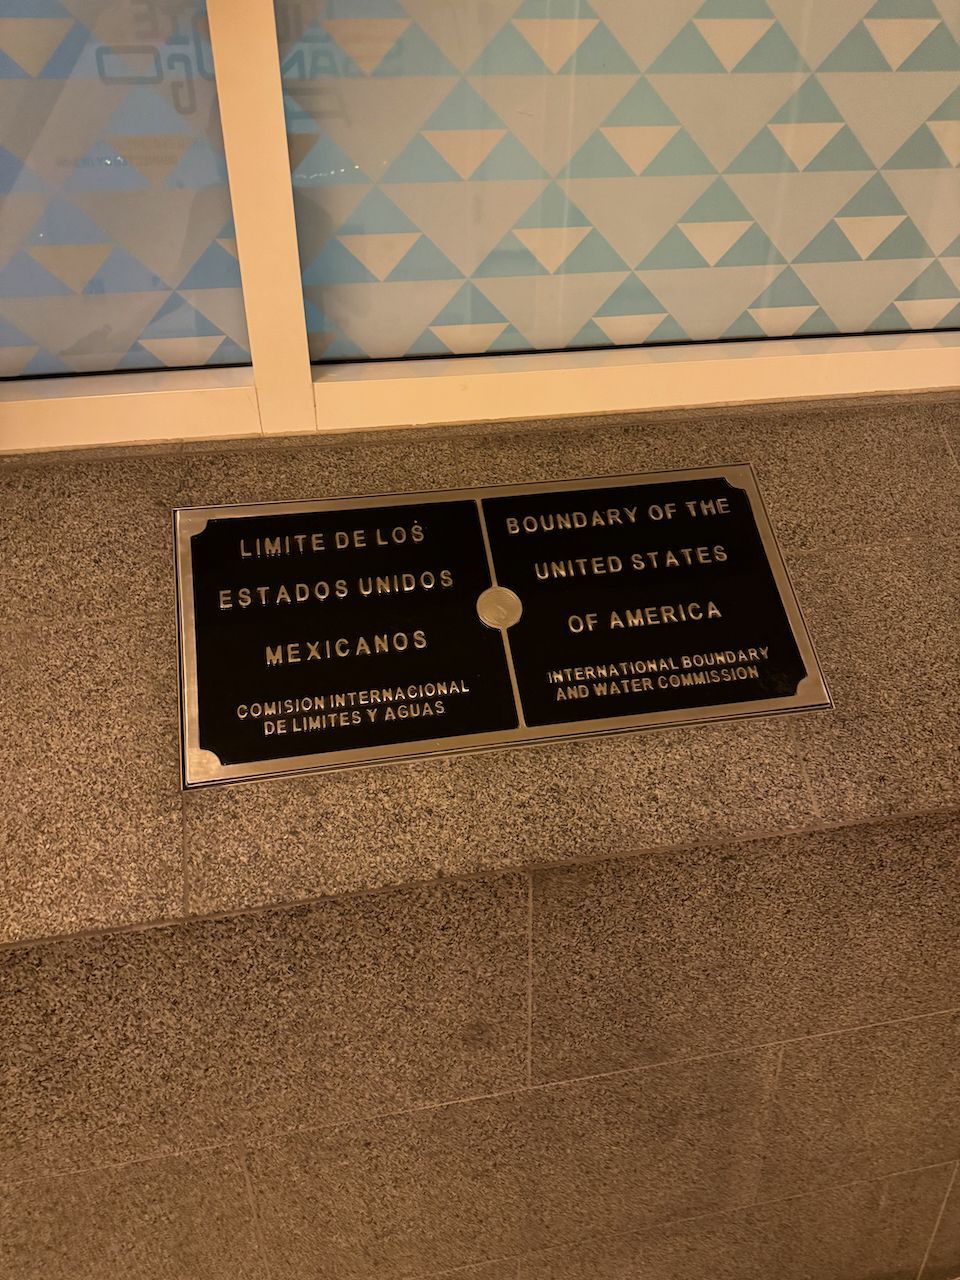 LIMITE DE LOS
ESTADOS UNIDOS
MEXICANOS
COMISIÓN INTERNACIONAL
DE LIMITES Y AGUAS
BOUNDARY OF THE
UNITED STATES
OF AMERICA
INTERNATIONAL BOUNDARY
AND WATER COMMISSION